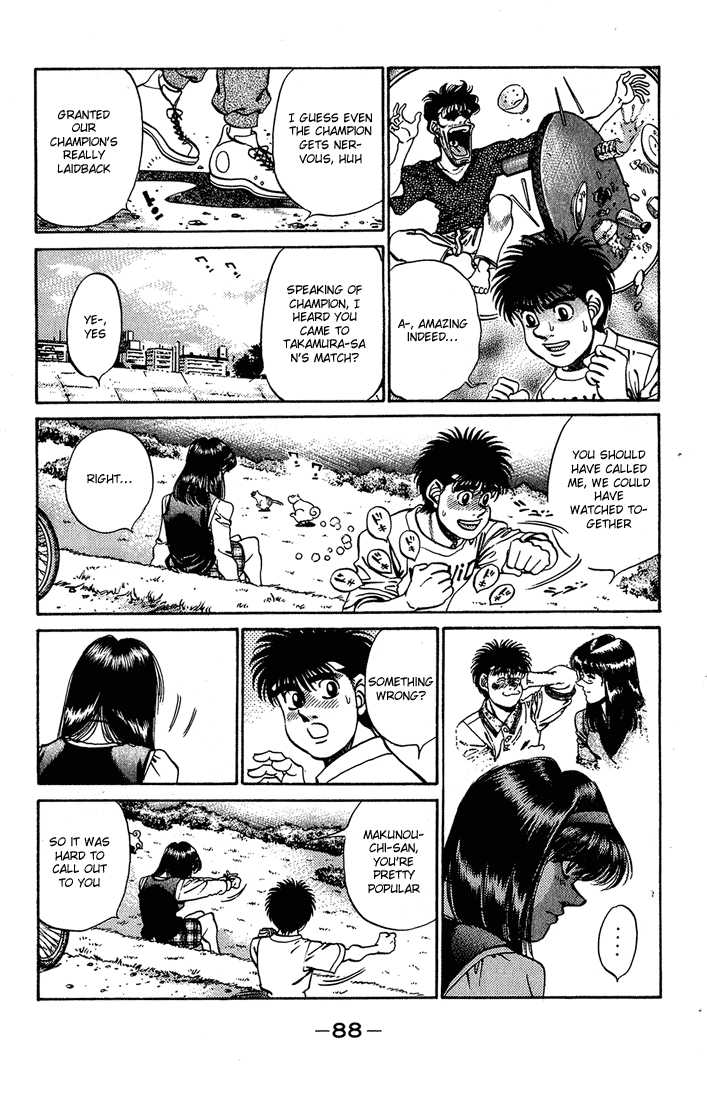 A-, AMAZING
INDEED...
I GUESS EVEN
THE CHAMPION
GETS NER-
VOUS, HUH
GRANTED
OUR
CHAMPION'S
REALLY
LAIDBACK
SPEAKING OF
CHAMPION, I
HEARD YOU
CAME TO
TAKAMURA-SA
N'S MATCH?
YE-,
YES
YOU SHOULD
HAVE CALLED
ME, WE COULD
HAVE
WATCHED TO-
GETHER
RIGHT...
. . . .
SOMETHING
WRONG?
MAKUNOU-
CHI-SAN,
YOU'RE
PRETTY
POPULAR
SO IT WAS
HARD TO
CALL OUT
TO YOU
—88—